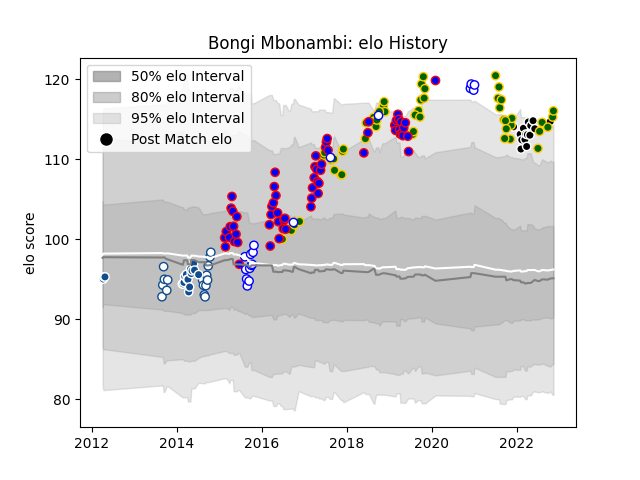 Bongi Mbonambi: elo History
50% elo Interval
80% elo Interval
95% elo Interval
Post Match elo
elo score
120
110
100
90
80
2012
2014
2016
2018
2020
2022